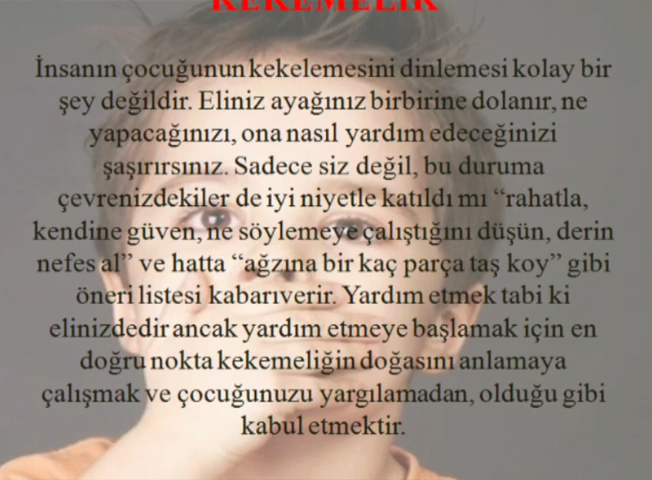 KEKEMELİK
İnsanın çocuğunun kekelemesini dinlemesi kolay bir
şey değildir. Eliniz ayağınız birbirine dolanır, ne
yapacağınızı, ona nasıl yardım edeceğinizi
şaşırırsınız. Sadece siz değil, bu duruma
çevrenizdekiler de iyi niyetle katıldı mı “rahatla,
kendine güven, ne söylemeye çalıştığını düşün, derin
nefes al” ve hatta “ağzına bir kaç parça taş koy” gibi
öneri listesi kabarıverir. Yardım etmek tabi ki
elinizdedir ancak yardım etmeye başlamak için en
doğru nokta kekemeliğin doğasını anlamaya
çalışmak ve çocuğunuzu yargılamadan, olduğu gibi
kabul etmektir.